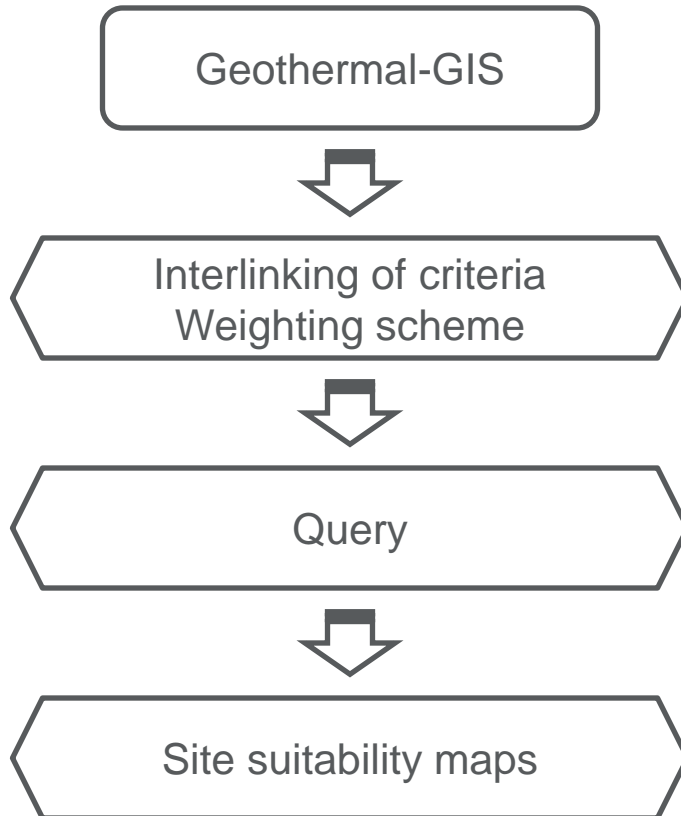 Geothermal-GIS
Interlinking of criteria
Weighting scheme
Query
Site suitability maps